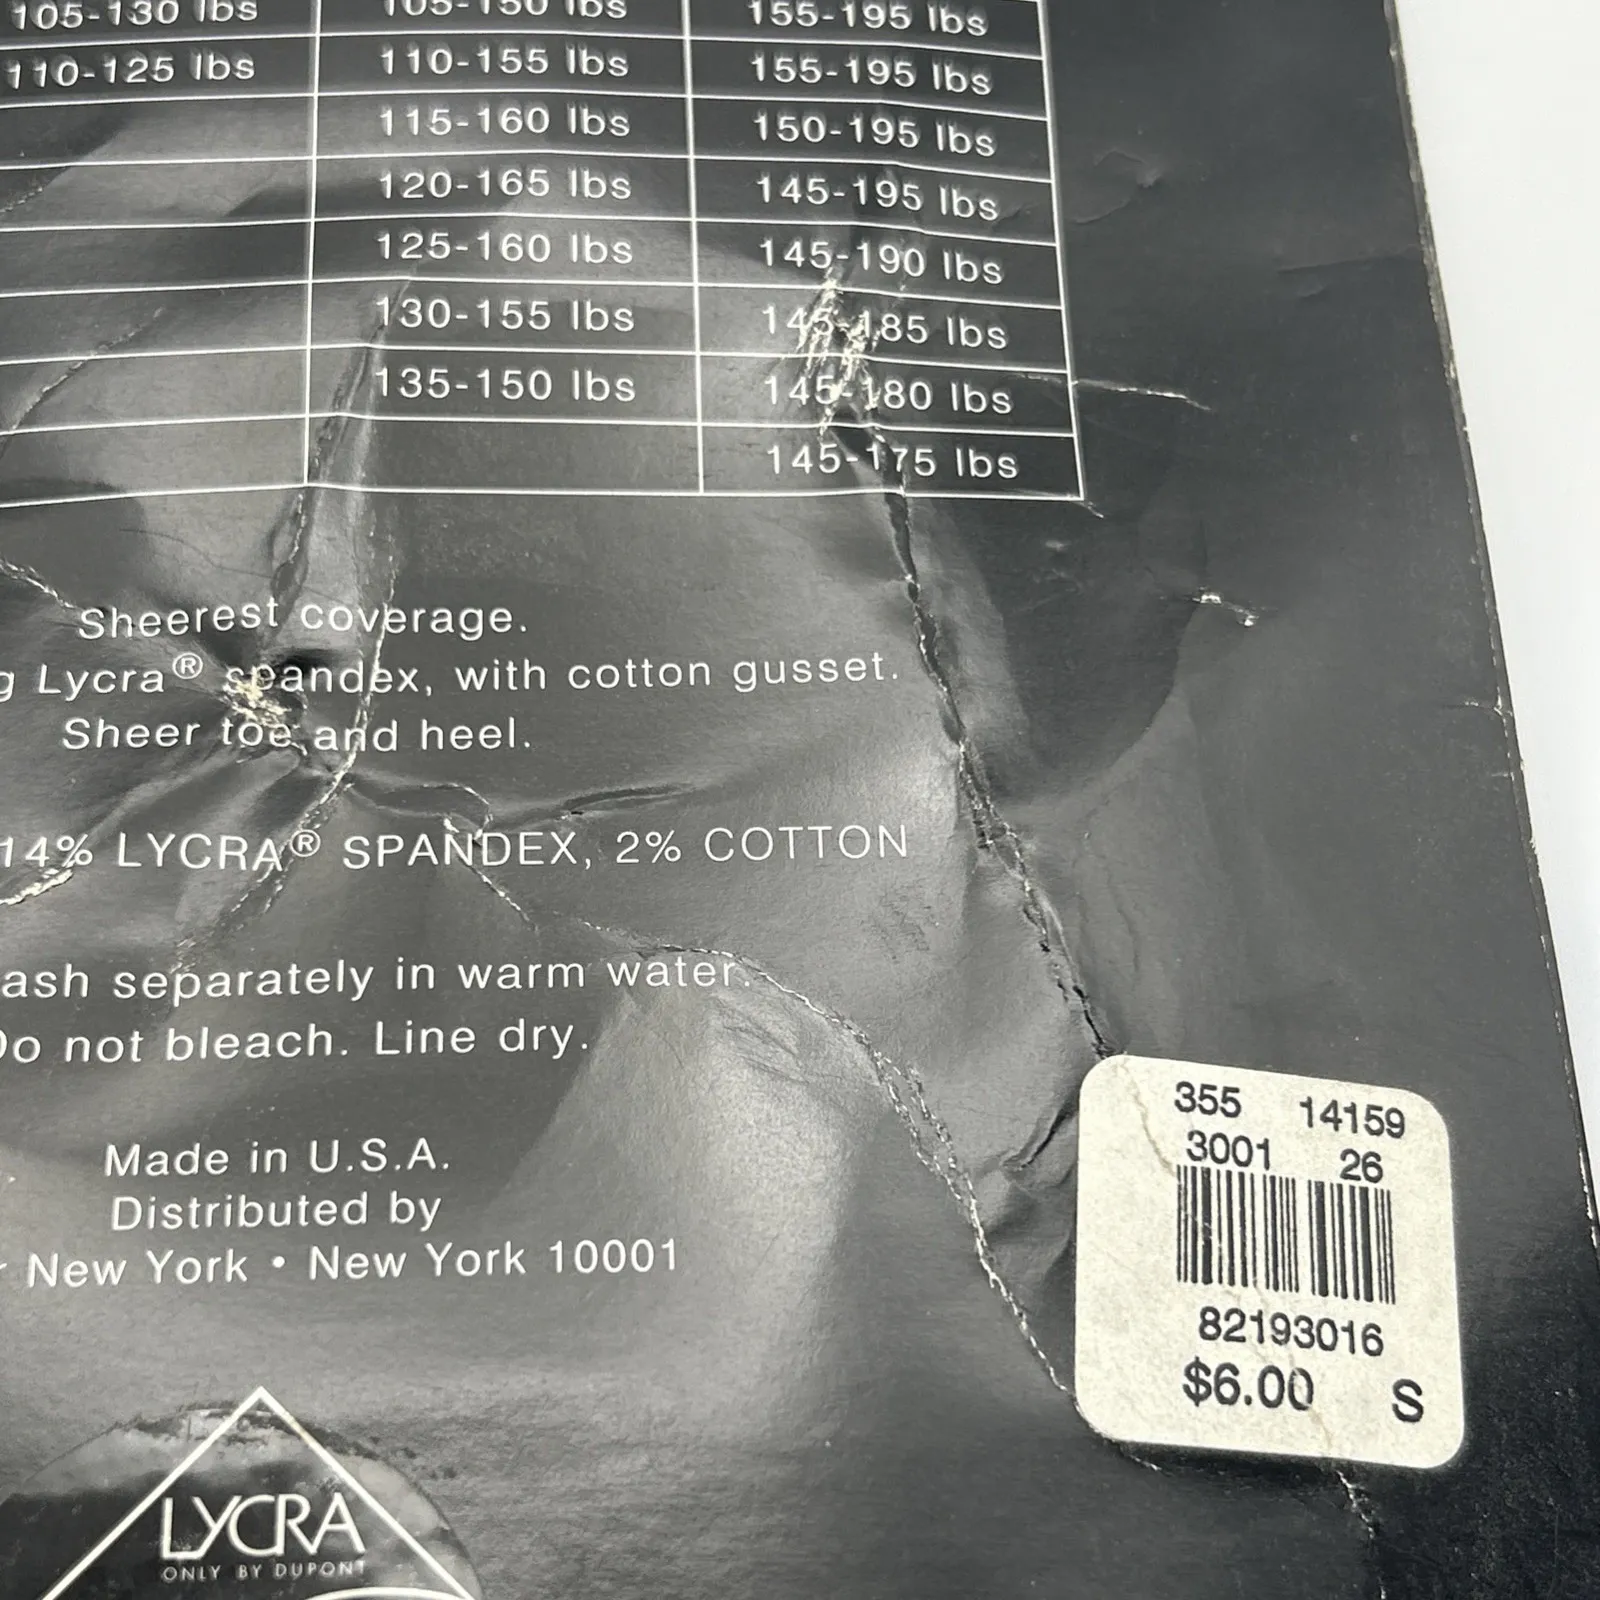 105-130 lbs 105-150 lbs 155-195 lbs
110-125 lbs 110-155 lbs 155-195 lbs
115-160 lbs 150-195 lbs
120-165 lbs 145-195 lbs
125-160 lbs 145-190 lbs
130-155 lbs 145-185 lbs
135-150 lbs 145-180 lbs
145-175 lbs
Sheerest coverage.
g Lycra® spandex, with cotton gusset.
Sheer toe and heel.
14% LYCRA® SPANDEX, 2% COTTON
ash separately in warm water.
Do not bleach. Line dry.
Made in U.S.A.
Distributed by
New York • New York 10001
355 14159
3001 26
82193016
$6.00 S
LYCRA
ONLY BY DUPONT